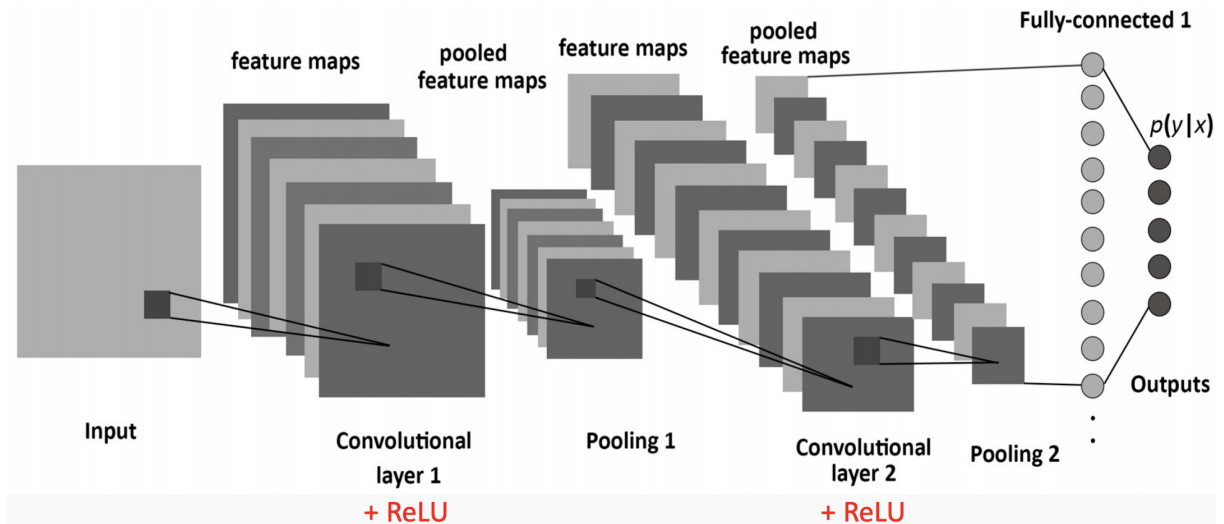 Fully-connected 1
feature maps
pooled
feature maps
feature maps
pooled
feature maps
p(y|x)
Input
Convolutional
layer 1
Pooling 1
Convolutional
layer 2
Pooling 2
Outputs
+ ReLU
+ ReLU